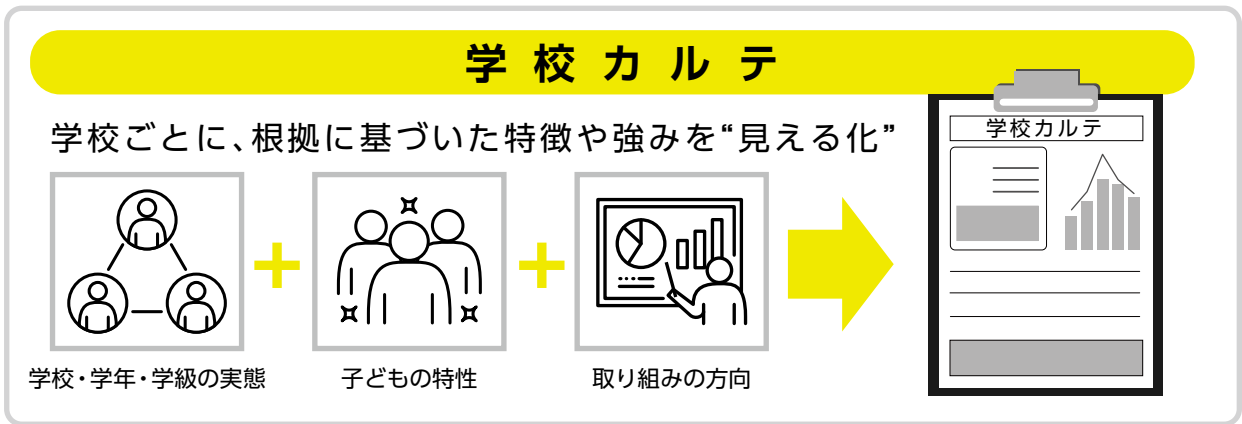 学校カルテ
学校ごとに、根拠に基づいた特徴や強みを“見える化”
学校カルテ
学校・学年・学級の実態
子どもの特性
取り組みの方向